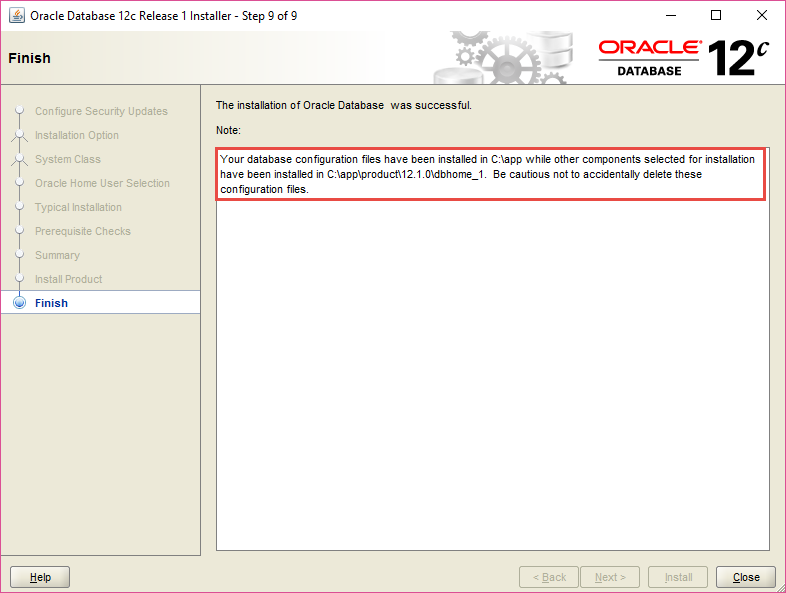 Oracle Database 12c Release 1 Installer - Step 9 of 9
Finish
ORACLE®
DATABASE
12c
Configure Security Updates
Installation Option
System Class
Oracle Home User Selection
Typical Installation
Prerequisite Checks
Summary
Install Product
Finish
The installation of Oracle Database  was successful.
Note:
Your database configuration files have been installed in C:\app while other components selected for installation
have been installed in C:\app\product\12.1.0\dbhome_1.  Be cautious not to accidentally delete these
configuration files.
Help
< Back
Next >
Install
Close